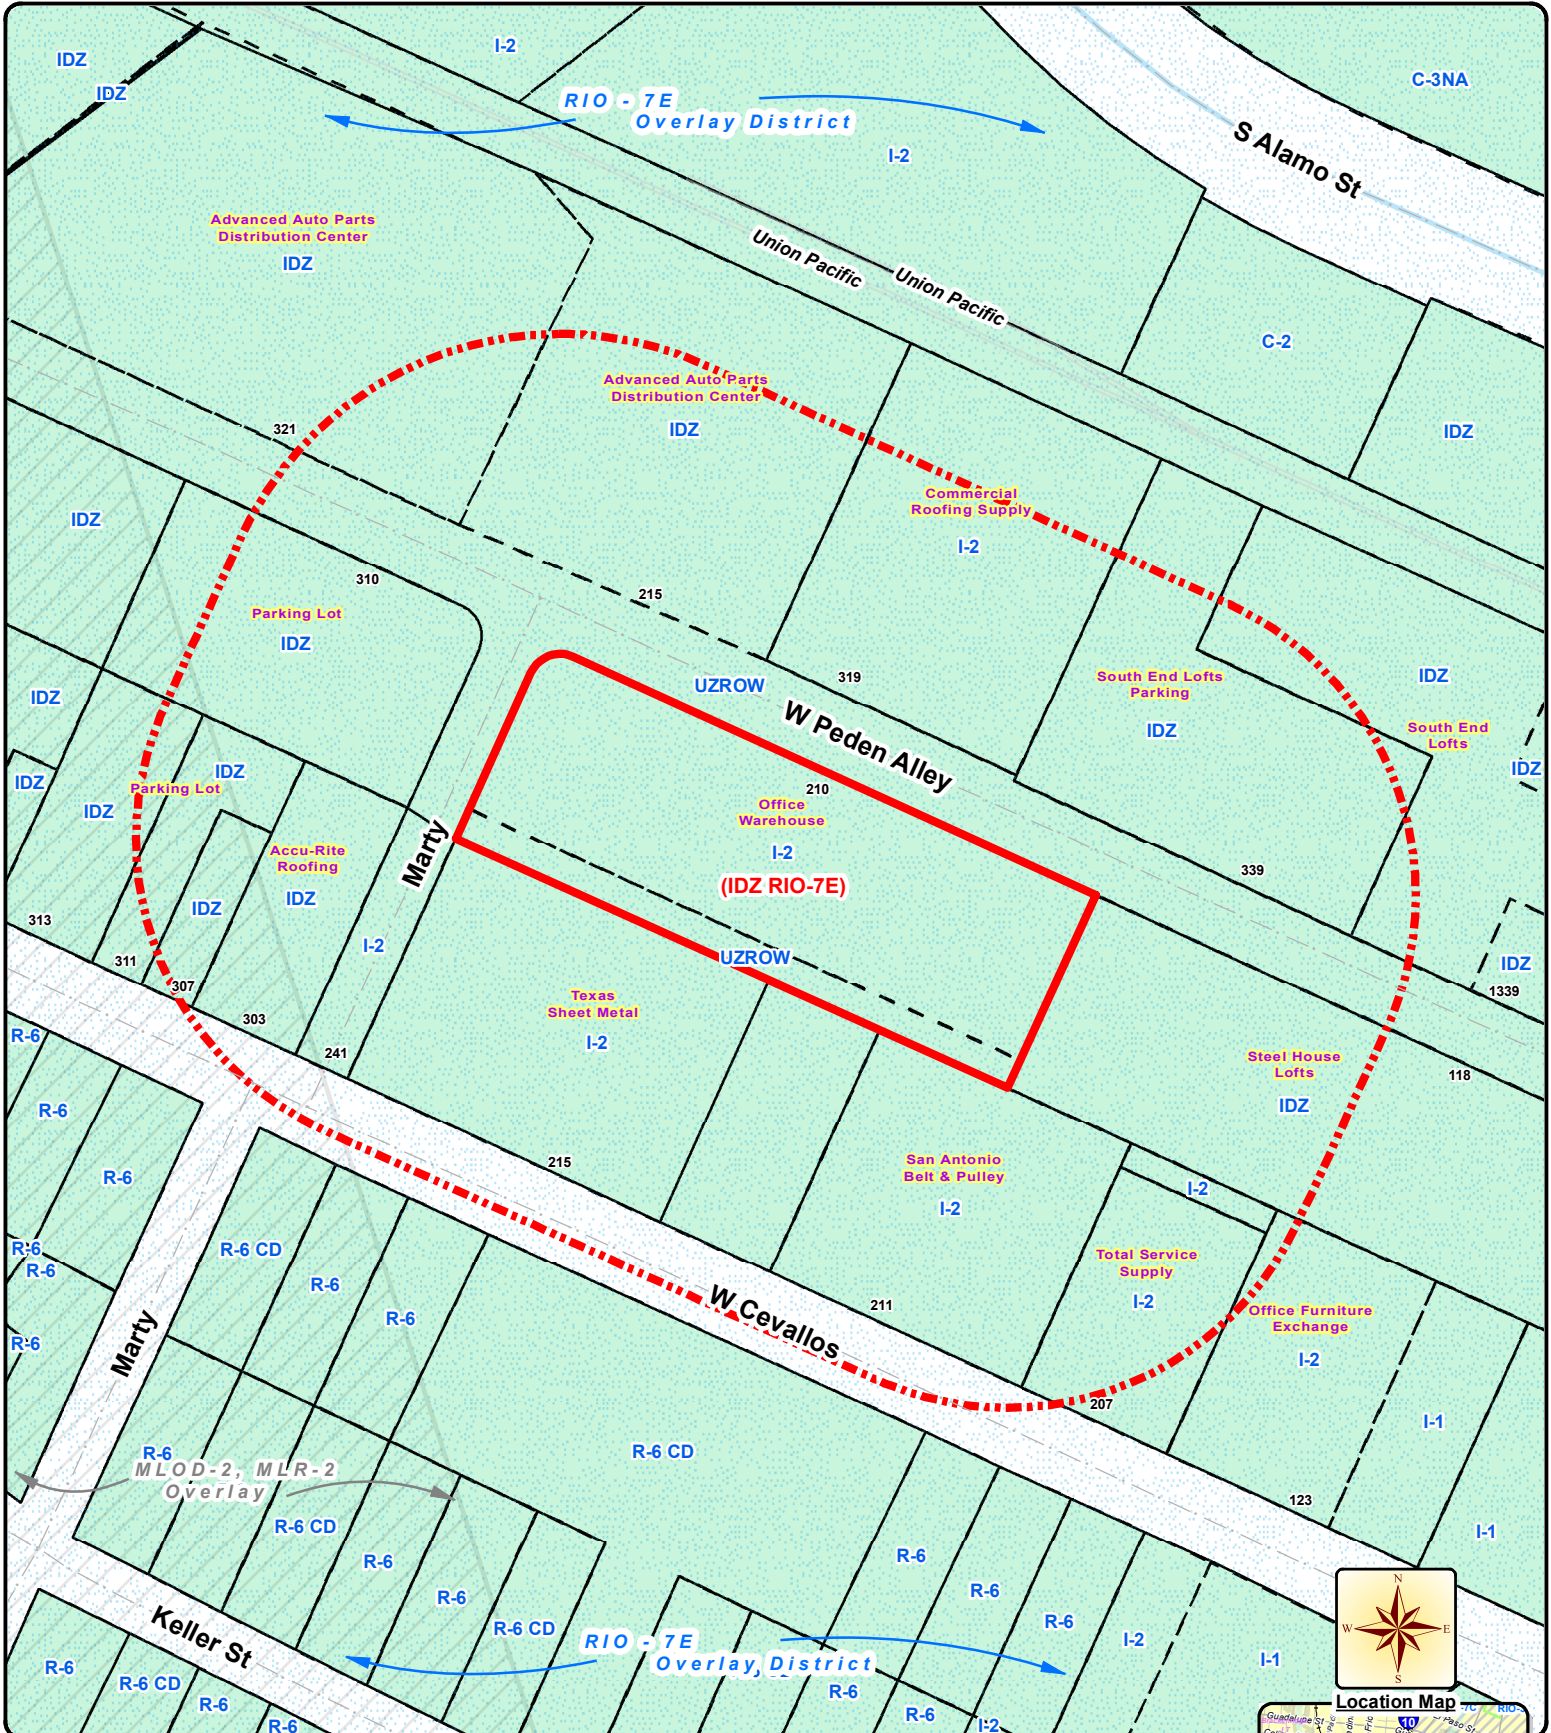 I-2
IDZ
IDZ
C-3NA
RIO - 7E
Overlay District
S Alamo St
I-2
Advanced Auto Parts
Distribution Center
IDZ
Union Pacific
Union Pacific
C-2
Advanced Auto Parts
Distribution Center
IDZ
321
IDZ
Commercial
Roofing Supply
I-2
IDZ
310
215
Parking Lot
IDZ
319
UZROW
South End Lofts
Parking
IDZ
IDZ
IDZ
W Peden Alley
South End
Lofts
IDZ
IDZ
IDZ
Parking Lot
IDZ
210
Office
Warehouse
I-2
(IDZ RIO-7E)
Marty
Accu-Rite
Roofing
IDZ
IDZ
339
313
I-2
311
UZROW
IDZ
307
1339
Texas
Sheet Metal
I-2
303
R-6
241
Steel House
Lofts
IDZ
118
R-6
215
San Antonio
Belt & Pulley
I-2
R-6
I-2
R-6
R-6 CD
R-6
R-6
Total Service
Supply
I-2
R-6
W Cevallos
211
Office Furniture
Exchange
I-2
R-6
Marty
207
I-1
R-6
R-6 CD
MLOD-2, MLR-2
Overlay
123
R-6 CD
I-1
R-6
R-6
R-6
R-6
R-6 CD
R-6
I-2
Keller St
RIO - 7E
Overlay District
I-1
R-6
R-6 CD
R-6
R-6
R-6
R-6
I-2
N
W
E
S
Location Map
Guadalupe St
10